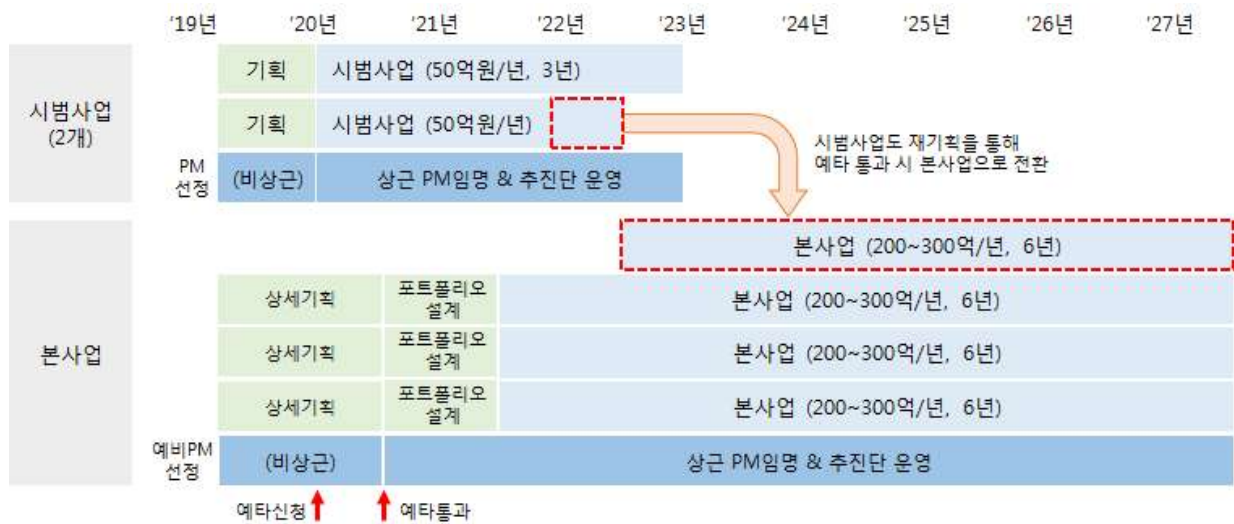 '19년 '20년 '21년 '22년 '23년 '24년 '25년 '26년 '27년
시범사업
(2개)
기획 시범사업 (50억원/년, 3년)
기획 시범사업 (50억원/년)
시범사업도 재기획을 통해
예타 통과 시 본사업으로 전환
PM
선정
(비상근) 상근 PM임명 & 추진단 운영
본사업
본사업 (200~300억/년, 6년)
상세기획 포트폴리오
설계
본사업 (200~300억/년, 6년)
상세기획 포트폴리오
설계
본사업 (200~300억/년, 6년)
상세기획 포트폴리오
설계
본사업 (200~300억/년, 6년)
예비PM
선정
(비상근) 상근 PM임명 & 추진단 운영
예타신청 예타통과